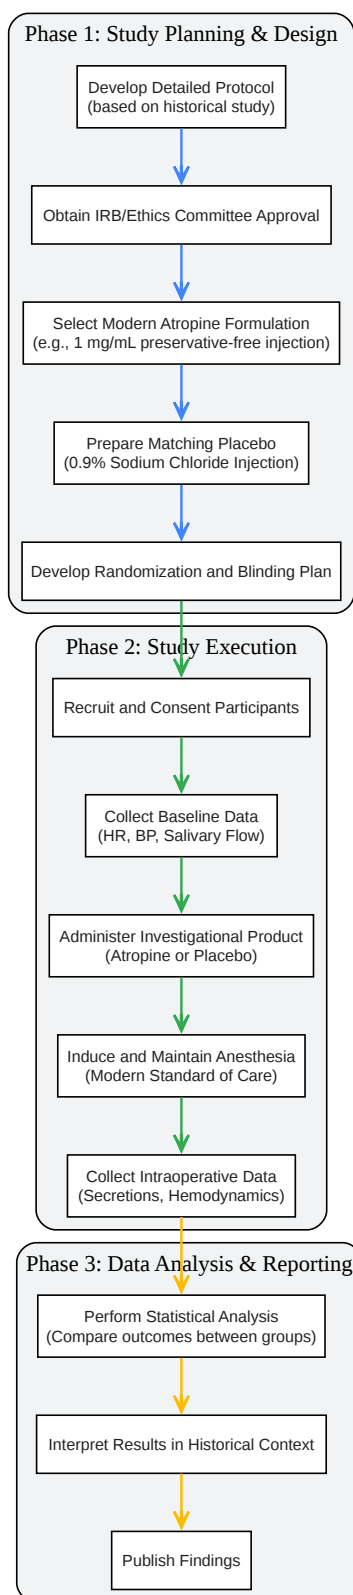 Phase 1: Study Planning & Design
Develop Detailed Protocol
(based on historical study)
Obtain IRB/Ethics Committee Approval
Select Modern Atropine Formulation
(e.g., 1 mg/mL preservative-free injection)
Prepare Matching Placebo
(0.9% Sodium Chloride Injection)
Develop Randomization and Blinding Plan
Phase 2: Study Execution
Recruit and Consent Participants
Collect Baseline Data
(HR, BP, Salivary Flow)
Administer Investigational Product
(Atropine or Placebo)
Induce and Maintain Anesthesia
(Modern Standard of Care)
Collect Intraoperative Data
(Secretions, Hemodynamics)
Phase 3: Data Analysis & Reporting
Perform Statistical Analysis
(Compare outcomes between groups)
Interpret Results in Historical Context
Publish Findings